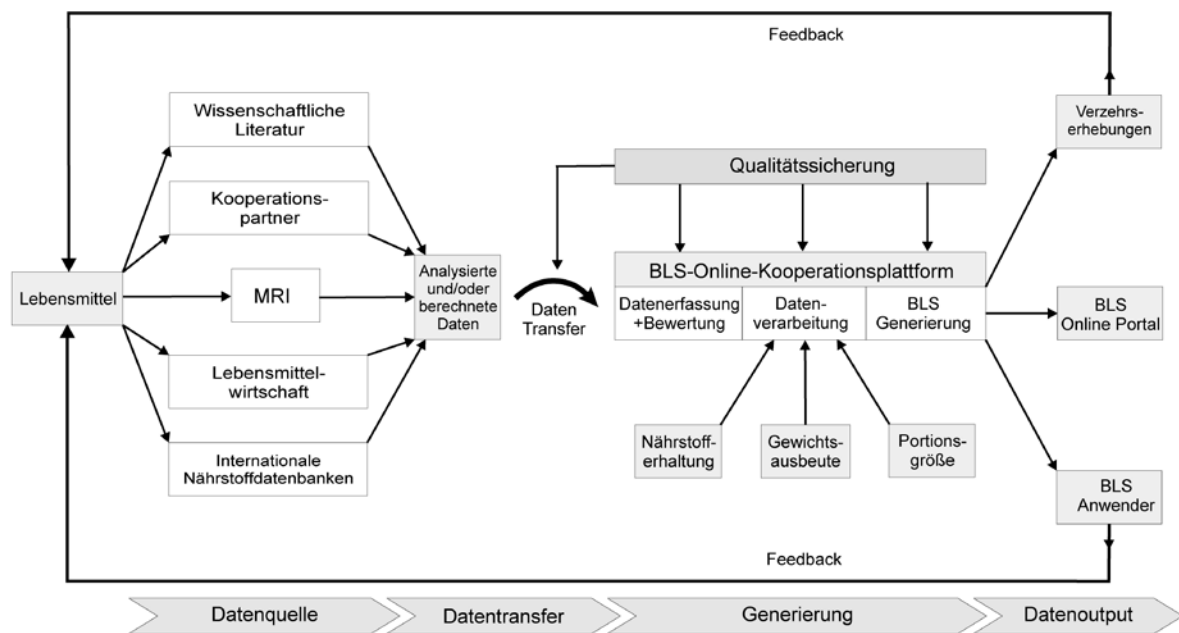 Feedback
Wissenschaftliche
Literatur
Kooperations-
partner
MRI
Lebensmittel-
wirtschaft
Internationale
Nährstoffdatenbanken
Lebensmittel
Analysierte
und/oder
berechnete
Daten
Daten
Transfer
Qualitätssicherung
BLS-Online-Kooperationsplattform
Datenerfassung
+Bewertung
Daten-
verarbeitung
BLS
Generierung
Nährstoff-
erhaltung
Gewichts-
ausbeute
Portions-
größe
Verzehrs-
erhebungen
BLS
Online Portal
BLS
Anwender
Feedback
Datenquelle
Datentransfer
Generierung
Datenoutput